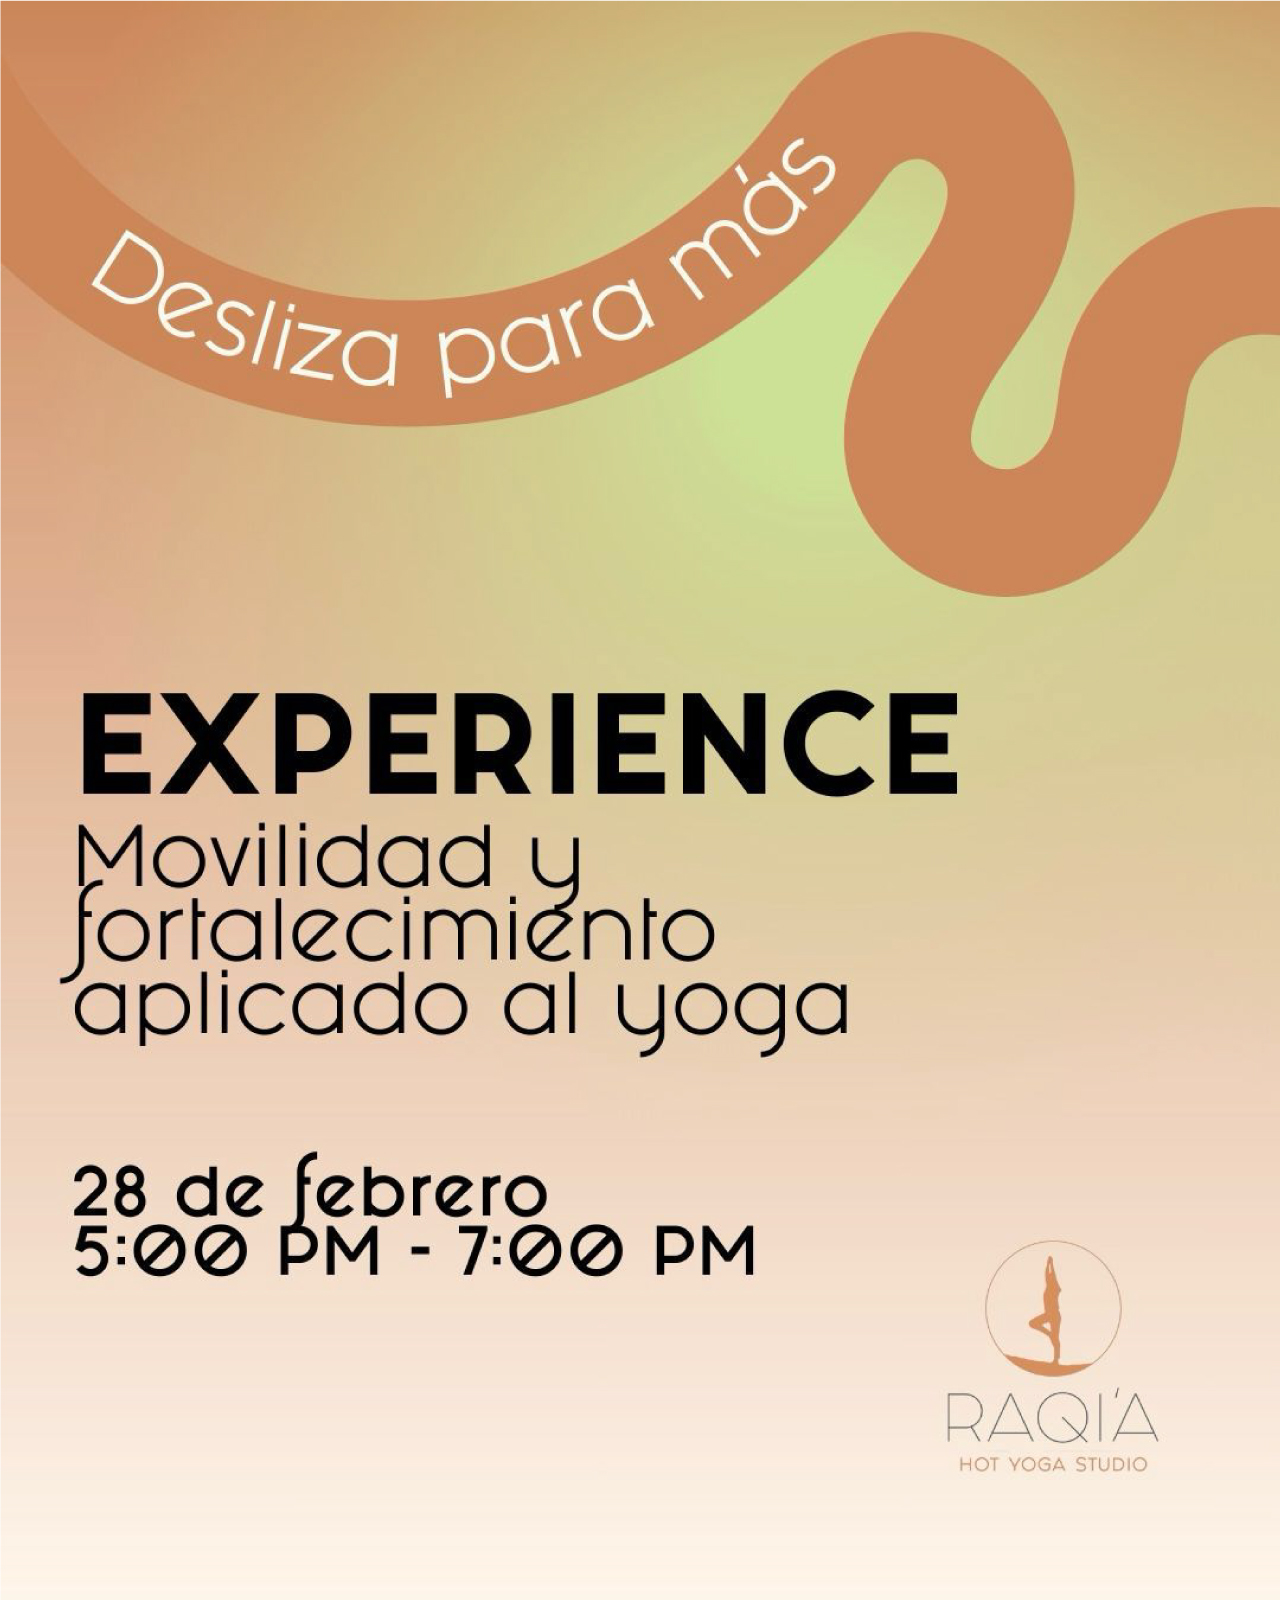 Desliza para más
EXPERIENCE
Movilidad y
fortalecimiento
aplicado al yoga
28 de febrero
5:00 PM - 7:00 PM
RAQI'A
HOT YOGA STUDIO